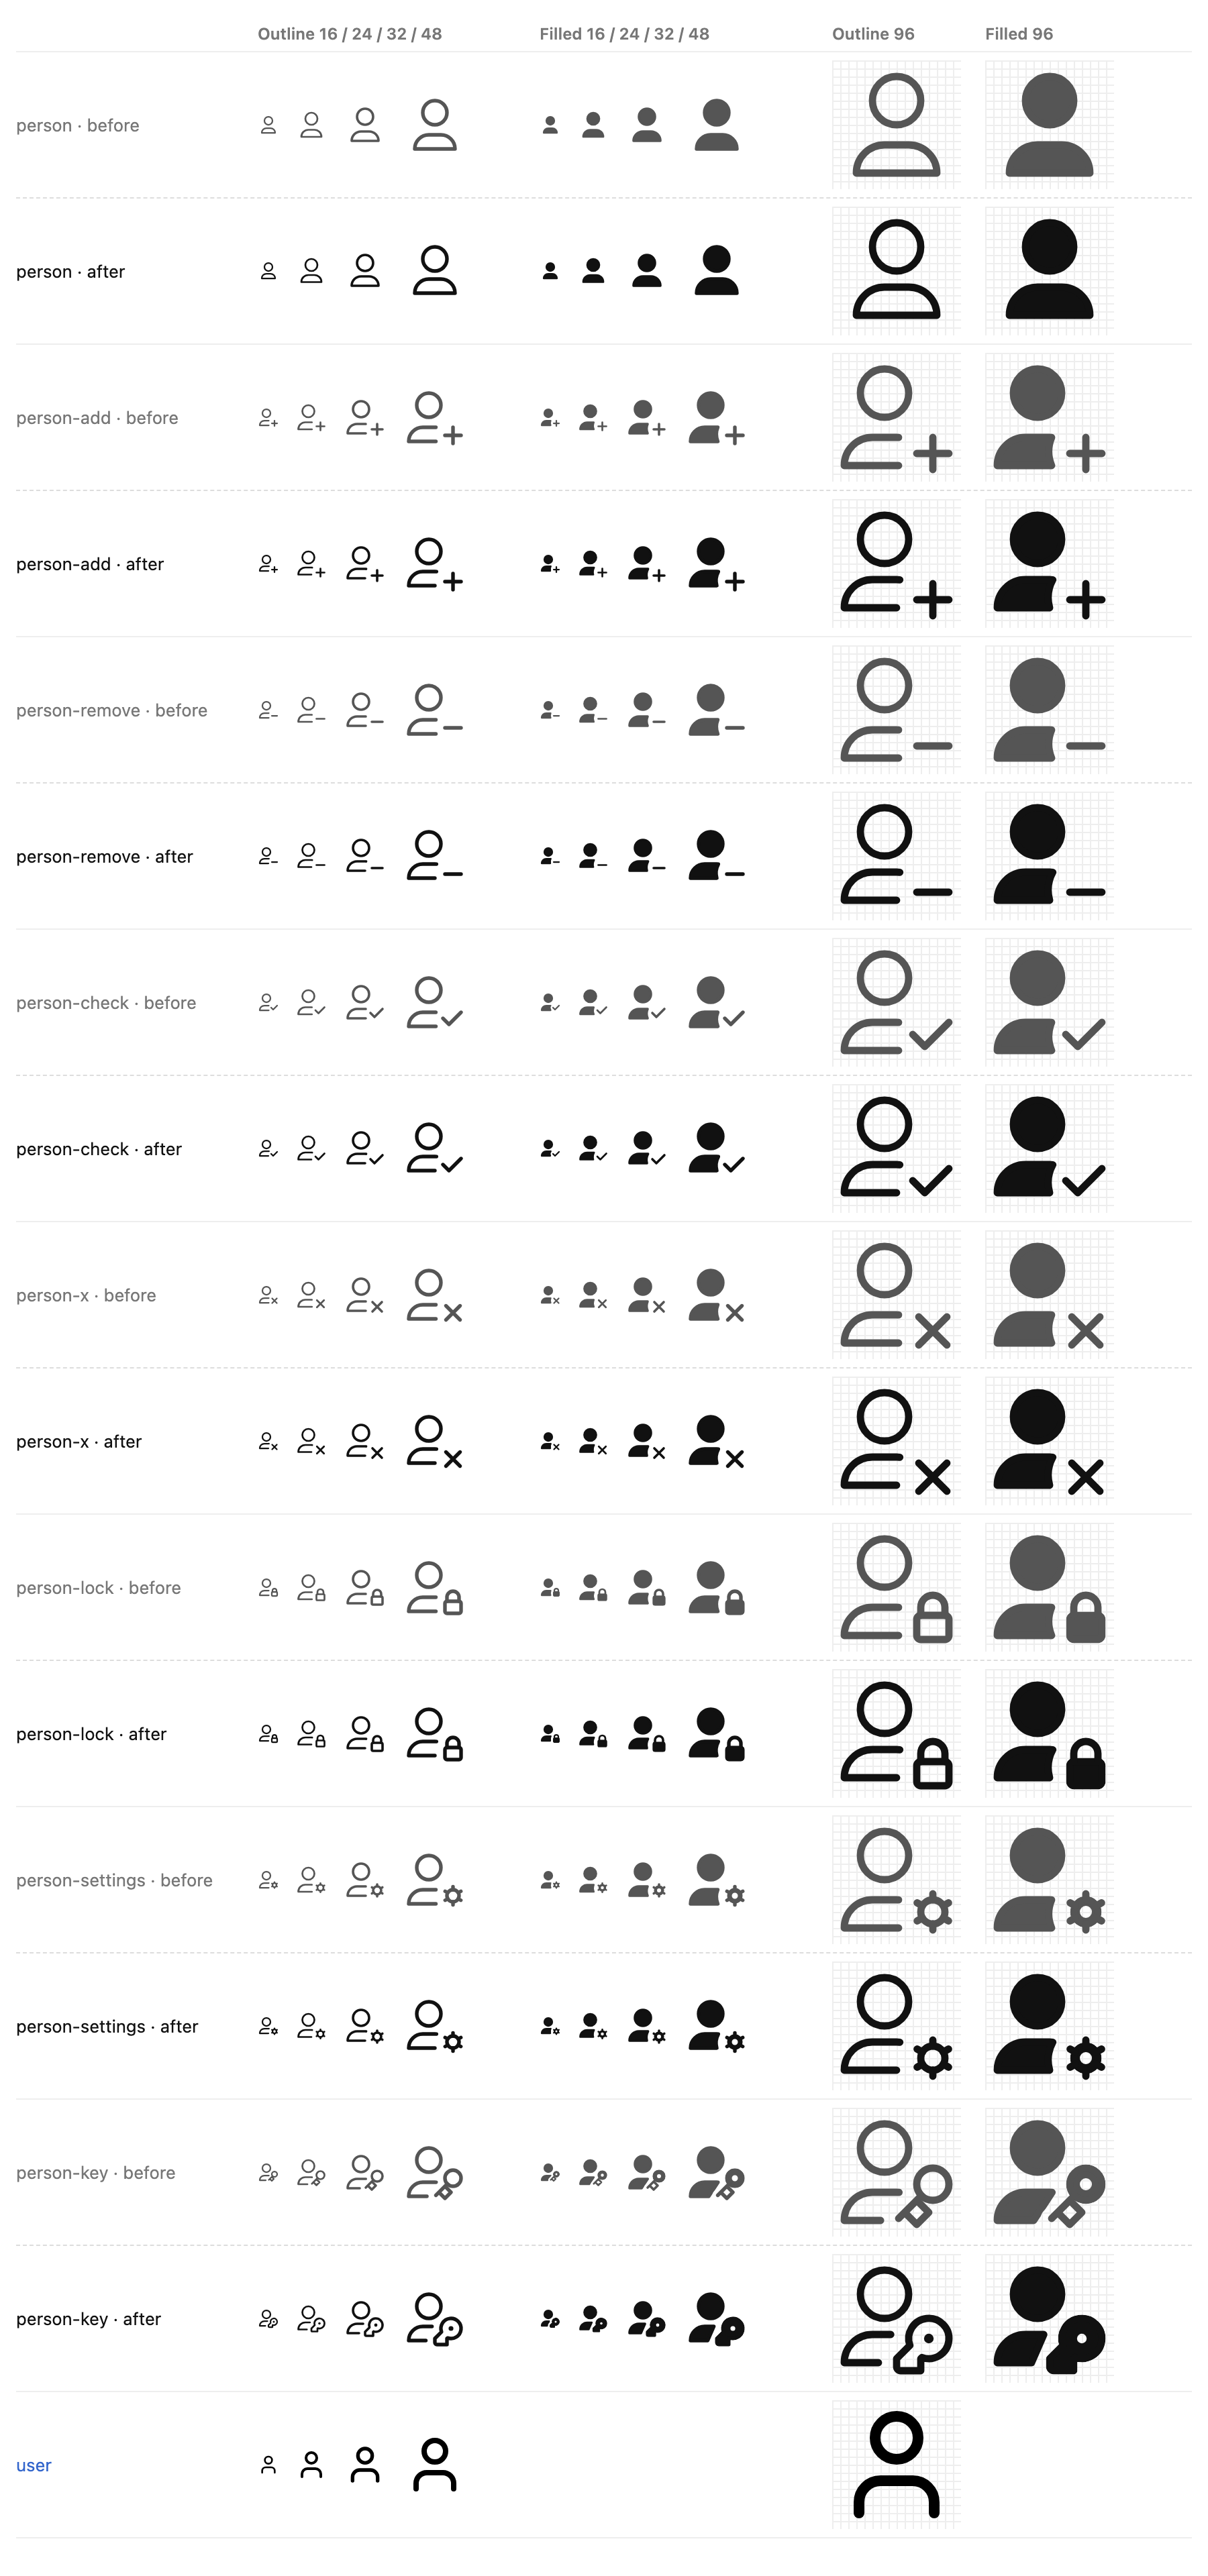 Outline 16 / 24 / 32 / 48 Filled 16 / 24 / 32 / 48 Outline 96 Filled 96
person · before
person · after
person-add · before
person-add · after
person-remove · before
person-remove · after
person-check · before
person-check · after
person-x · before
person-x · after
person-lock · before
person-lock · after
person-settings · before
person-settings · after
person-key · before
person-key · after
user